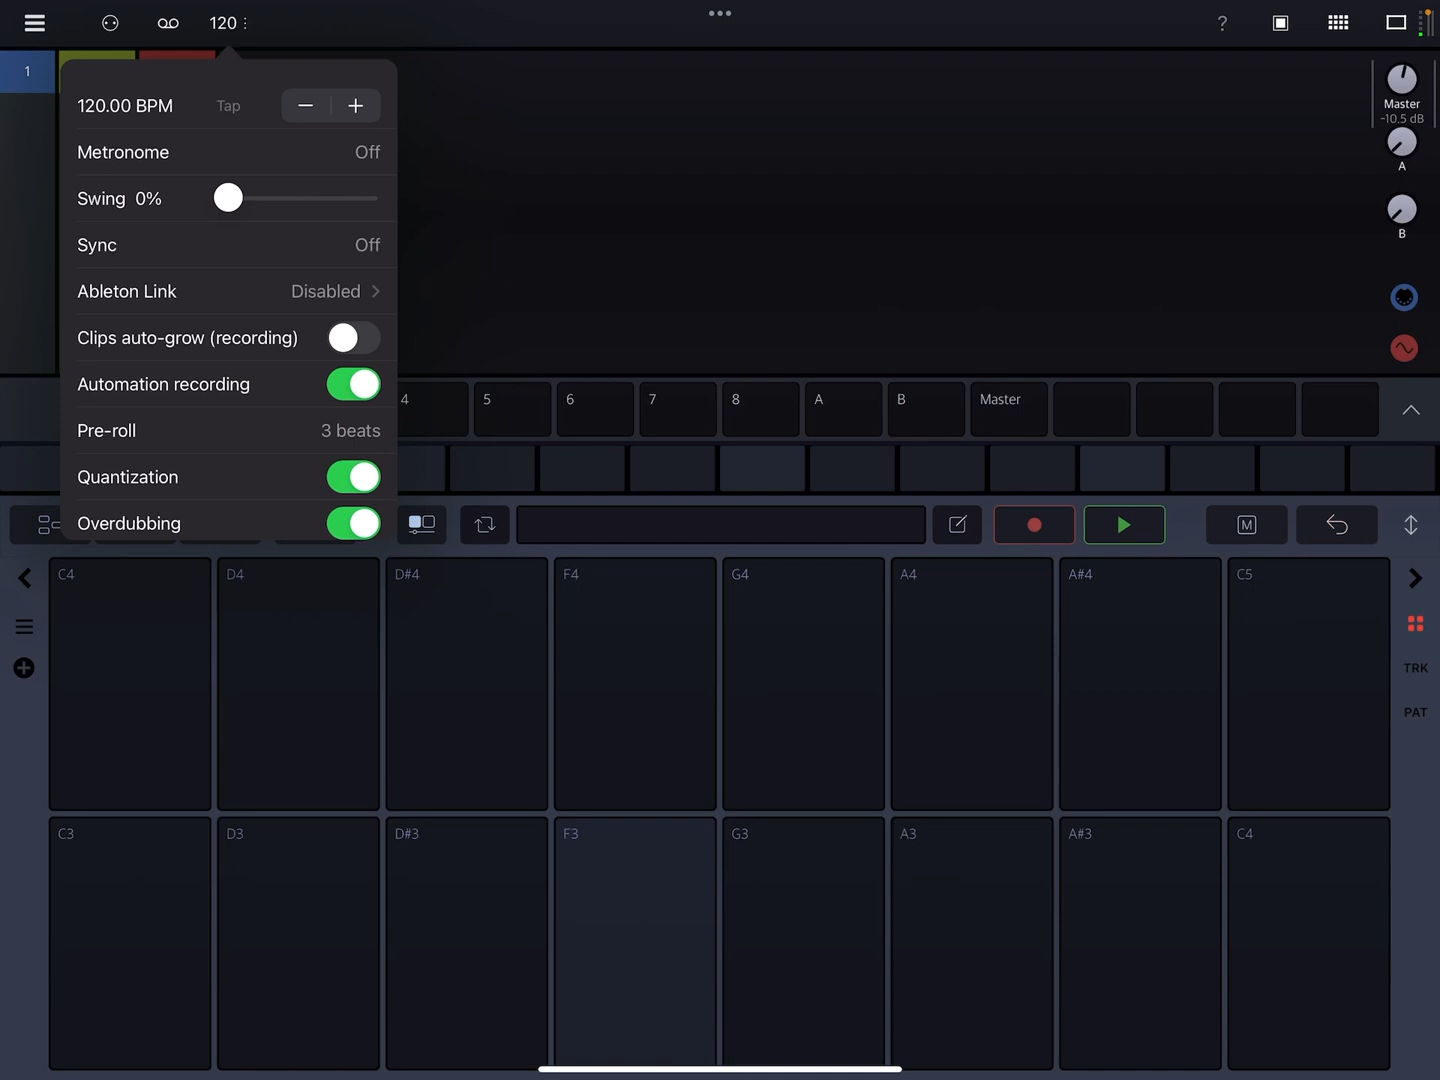 120
?
1
120.00 BPM Tap − +
Metronome Off
Swing 0%
Sync Off
Ableton Link Disabled
Clips auto-grow (recording)
Automation recording
Pre-roll 3 beats
Quantization
Overdubbing
Master
-10.5 dB
A
B
4 5 6 7 8 A B Master
M
C4 D4 D#4 F4 G4 A4 A#4 C5
TRK
PAT
C3 D3 D#3 F3 G3 A3 A#3 C4